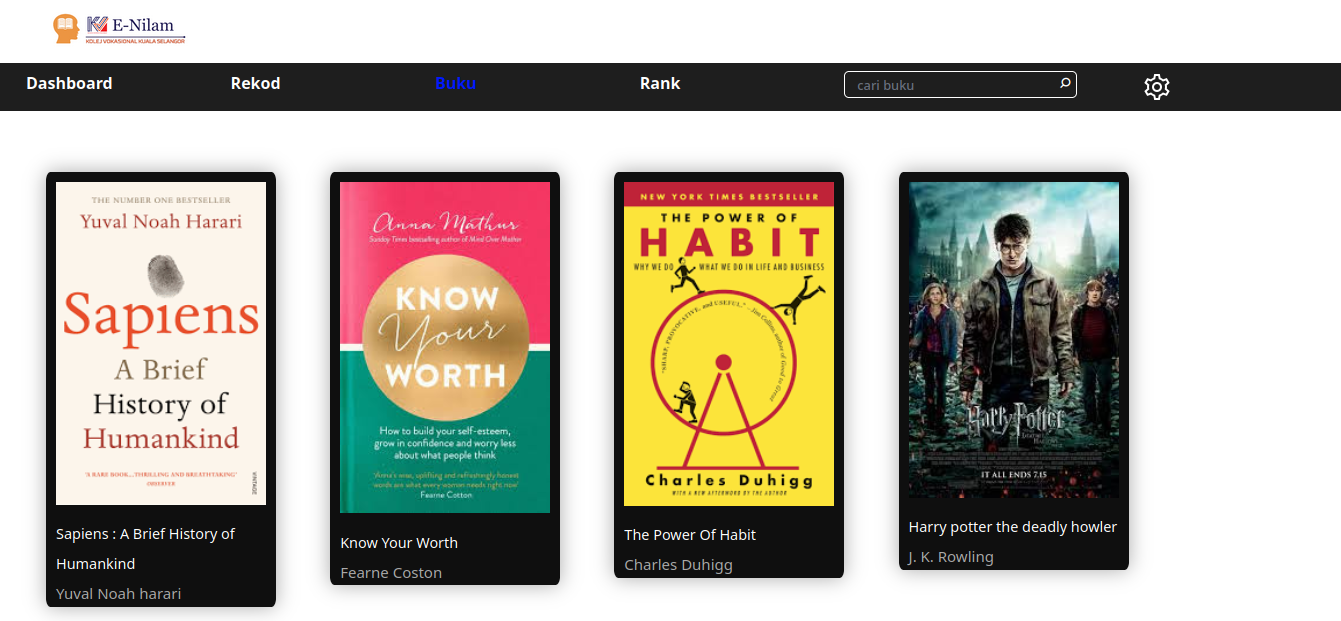 E-Nilam
KOLEJ VOKASIONAL KUALA SELANGOR
Dashboard
Rekod
Buku
Rank
cari buku
THE NUMBER ONE BESTSELLER
Yuval Noah Harari
Sapiens
A Brief
History of
Humankind
'A RARE BOOK... THRILLING AND BREATHTAKING'
OBSERVER
Sapiens : A Brief History of
Humankind
Yuval Noah harari
Anna Mathur
Sunday Times bestselling author of Mind Over Mother
KNOW
Your
WORTH
How to build your self-esteem,
grow in confidence and worry less
about what people think
'Anna's wise, uplifting and refreshingly honest
words are what every woman needs right now'
Fearne Cotton
Know Your Worth
Fearne Coston
NEW YORK TIMES BESTSELLER
THE POWER OF
HABIT
WHY WE DO WHAT WE DO IN LIFE AND BUSINESS
"SHARP, PROVOCATIVE, and USEFUL." —Jim Collins, author of Good to Great
Charles Duhigg
WITH A NEW AFTERWORD BY THE AUTHOR
The Power Of Habit
Charles Duhigg
Harry Potter
IT ALL ENDS 7.15
Harry potter the deadly howler
J. K. Rowling